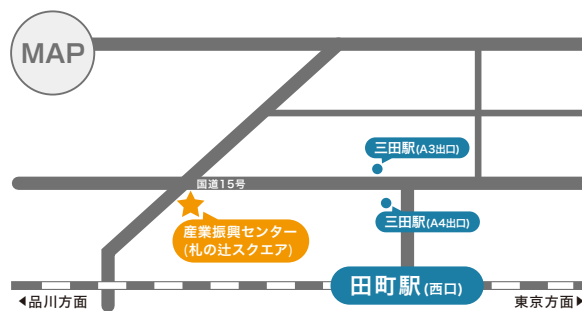 MAP
三田駅(A3出口)
国道15号
三田駅(A4出口)
産業振興センター
(札の辻スクエア)
田町駅(西口)
◀品川方面
東京方面▶